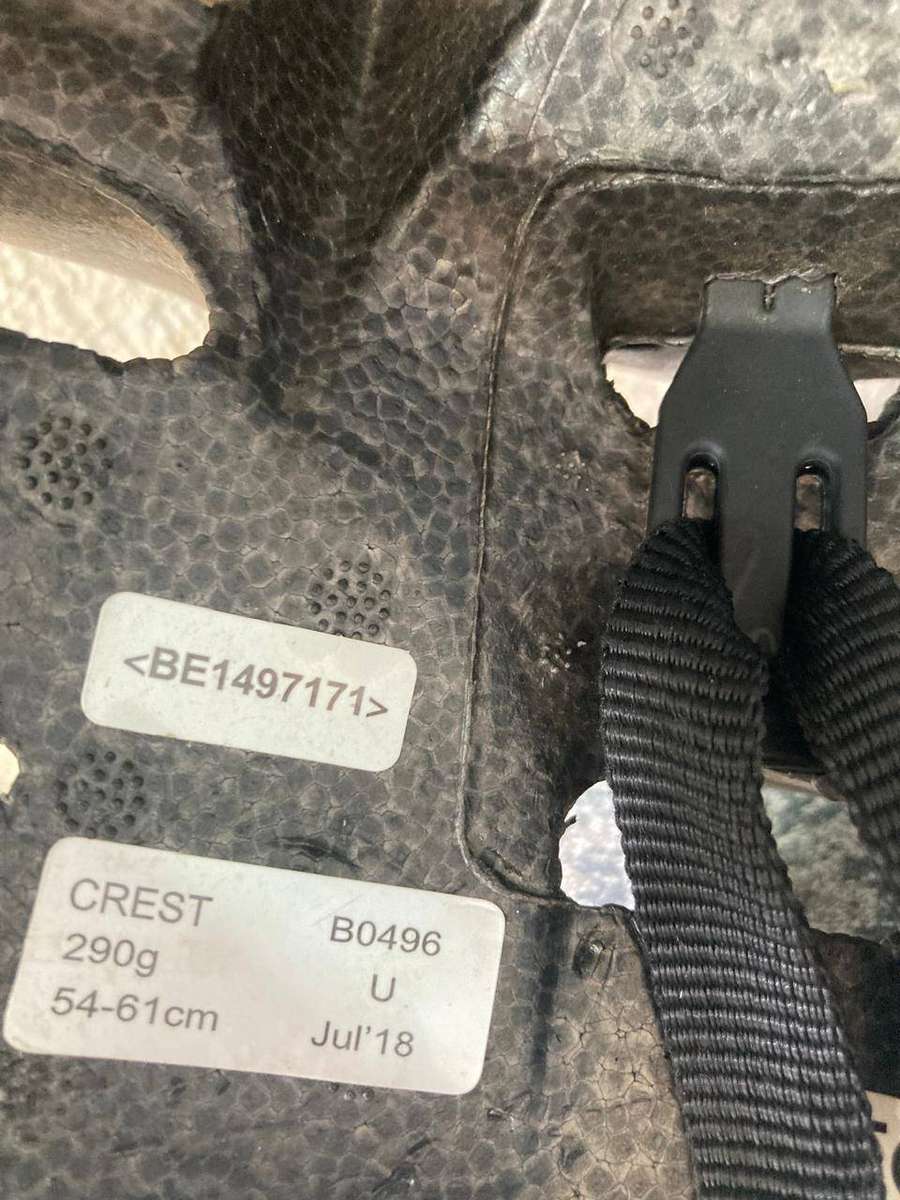 <BE1497171>
CREST B0496
290g U
54-61cm Jul'18